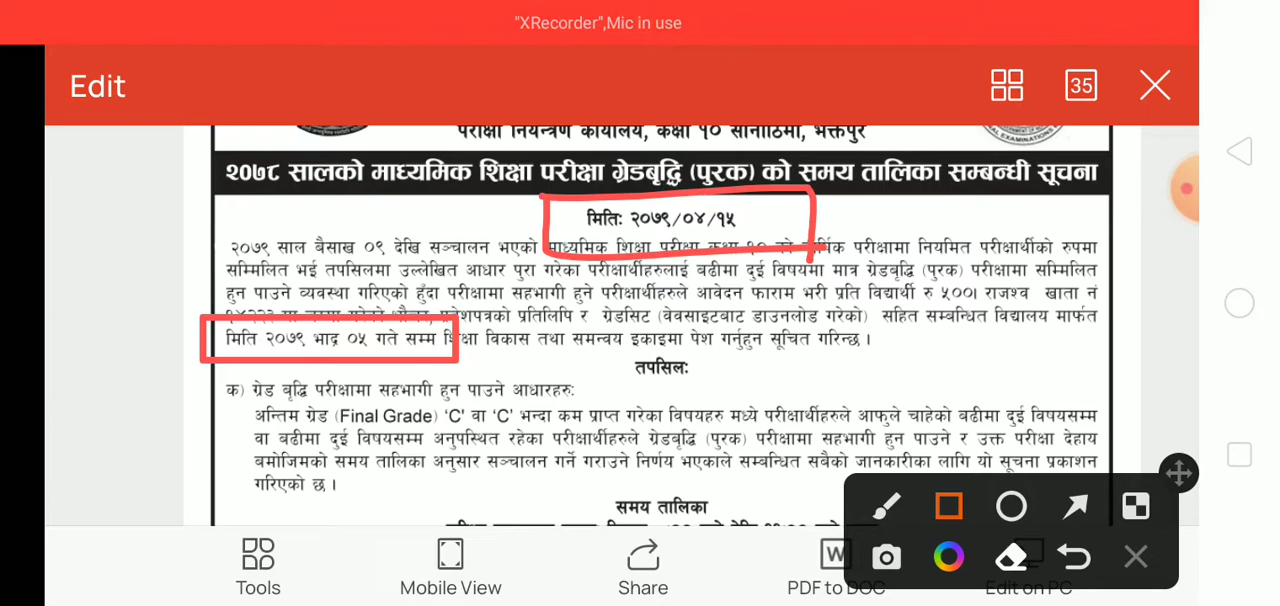 "XRecorder",Mic in use
Edit
35
परीक्षा नियन्त्रण कार्यालय, कक्षा १० सानोठिमी, भक्तपुर
२०७८ सालको माध्यमिक शिक्षा परीक्षा ग्रेडबृद्धि (पुरक) को समय तालिका सम्बन्धी सूचना
मितिः २०७९/०४/१५
२०७९ साल बैसाख ०९ देखि सञ्चालन भएको माध्यमिक शिक्षा परीक्षा कक्षा १० को वार्षिक परीक्षामा नियमित परीक्षार्थीको रुपमा
सम्मिलित भई तपसिलमा उल्लेखित आधार पुरा गरेका परीक्षार्थीहरुलाई बढीमा दुई विषयमा मात्र ग्रेडबृद्धि (पुरक) परीक्षामा सम्मिलित
हुन पाउने व्यवस्था गरिएको हुँदा परीक्षामा सहभागी हुने परीक्षार्थीहरुले आवेदन फाराम भरी प्रति विद्यार्थी रु ५००। राजश्व खाता नं
प्रवेशपत्रको प्रतिलिपि र ग्रेडसिट (वेवसाइटबाट डाउनलोड गरेको) सहित सम्बन्धित विद्यालय मार्फत
मिति २०७९ भाद्र ०५ गते सम्म शिक्षा विकास तथा समन्वय इकाइमा पेश गर्नुहुन सूचित गरिन्छ ।
तपसिलः
क) ग्रेड बृद्धि परीक्षामा सहभागी हुन पाउने आधारहरुः
अन्तिम ग्रेड (Final Grade) 'C' वा 'C' भन्दा कम प्राप्त गरेका विषयहरु मध्ये परीक्षार्थीहरुले आफुले चाहेको बढीमा दुई विषयसम्म
वा बढीमा दुई विषयसम्म अनुपस्थित रहेका परीक्षार्थीहरुले ग्रेडबृद्धि (पुरक) परीक्षामा सहभागी हुन पाउने र उक्त परीक्षा देहाय
बमोजिमको समय तालिका अनुसार सञ्चालन गर्ने गराउने निर्णय भएकाले सम्बन्धित सबैको जानकारीका लागि यो सूचना प्रकाशन
गरिएको छ ।
समय तालिका
Tools
Mobile View
Share
PDF to DOC
Edit on PC